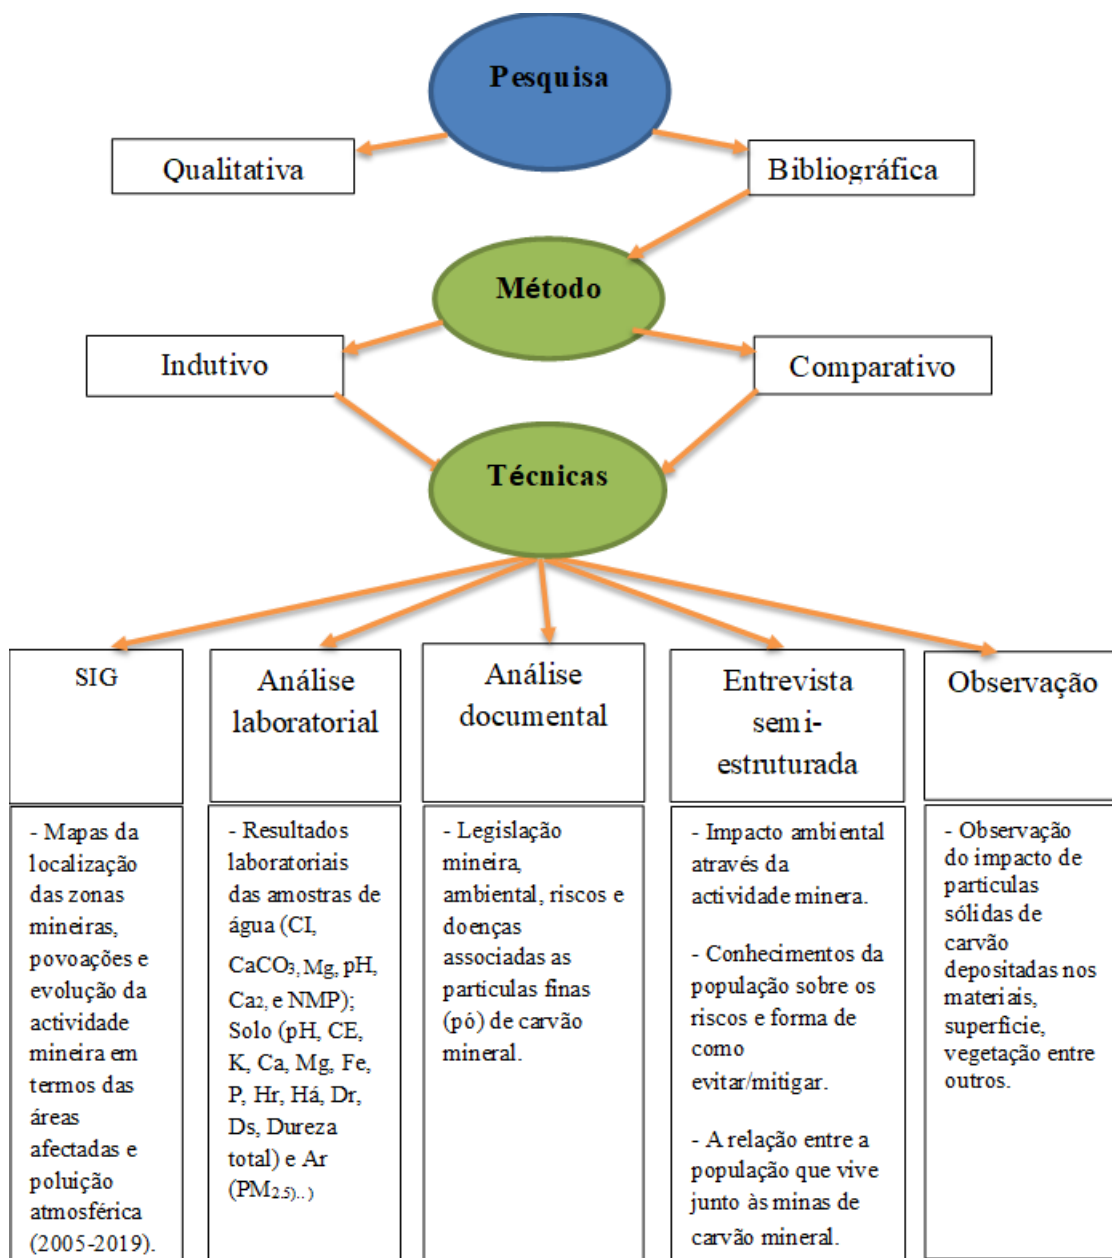 Pesquisa
Qualitativa
Bibliográfica
Método
Indutivo
Comparativo
Técnicas
SIG
Análise
laboratorial
Análise
documental
Entrevista
semi-
estruturada
Observação
- Mapas da
localização
das zonas
mineiras,
povoações e
evolução da
actividade
mineira em
termos das
áreas
afectadas e
poluição
atmosférica
(2005-2019).
- Resultados
laboratoriais
das amostras de
água (CI,
CaCO3, Mg, pH,
Ca2, e NMP);
Solo (pH, CE,
K, Ca, Mg, Fe,
P, Hr, Há, Dr,
Ds, Dureza
total) e Ar
(PM2.5)..)
- Legislação
mineira,
ambiental, riscos e
doenças
associadas as
partículas finas
(pó) de carvão
mineral.
- Impacto ambiental
através da
actividade minera.
- Conhecimentos da
população sobre os
riscos e forma de
como
evitar/mitigar.
- A relação entre a
população que vive
junto às minas de
carvão mineral.
- Observação
do impacto de
partículas
sólidas de
carvão
depositadas nos
materiais,
superfície,
vegetação entre
outros.